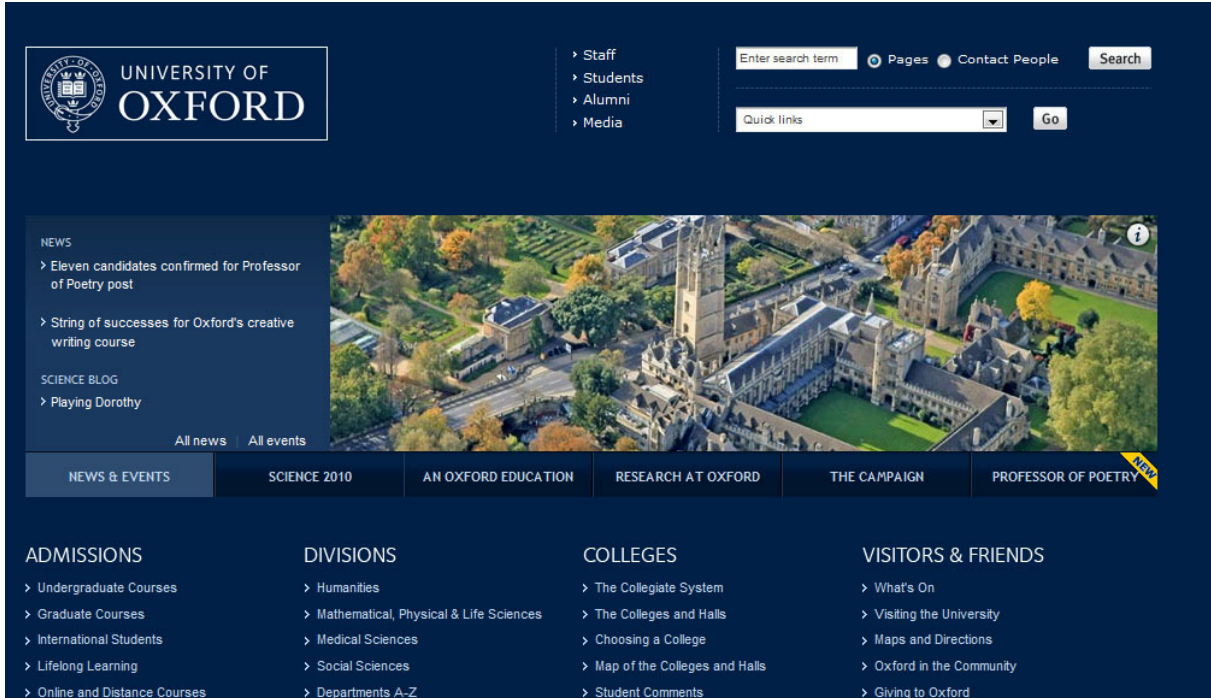 UNIVERSITY OF
OXFORD
Staff
Students
Alumni
Media
Enter search term
Pages
Contact People
Search
Quick links
Go
NEWS
Eleven candidates confirmed for Professor
of Poetry post
String of successes for Oxford's creative
writing course
SCIENCE BLOG
Playing Dorothy
All news | All events
i
NEWS & EVENTS
SCIENCE 2010
AN OXFORD EDUCATION
RESEARCH AT OXFORD
THE CAMPAIGN
PROFESSOR OF POETRY
NEW
ADMISSIONS
Undergraduate Courses
Graduate Courses
International Students
Lifelong Learning
Online and Distance Courses
DIVISIONS
Humanities
Mathematical, Physical & Life Sciences
Medical Sciences
Social Sciences
Departments A-Z
COLLEGES
The Collegiate System
The Colleges and Halls
Choosing a College
Map of the Colleges and Halls
Student Comments
VISITORS & FRIENDS
What's On
Visiting the University
Maps and Directions
Oxford in the Community
Giving to Oxford